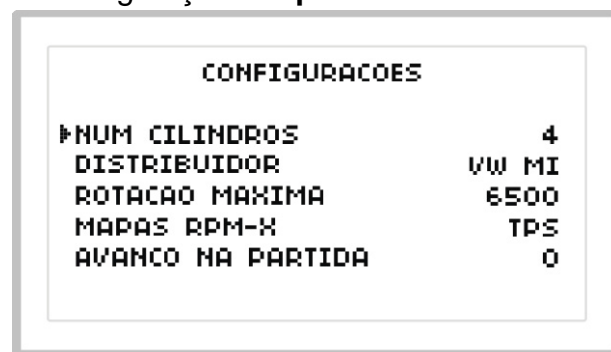 CONFIGURACOES
NUM CILINDROS 4
DISTRIBUIDOR VW MI
ROTACAO MAXIMA 6500
MAPAS RPM-X TPS
AVANCO NA PARTIDA 0